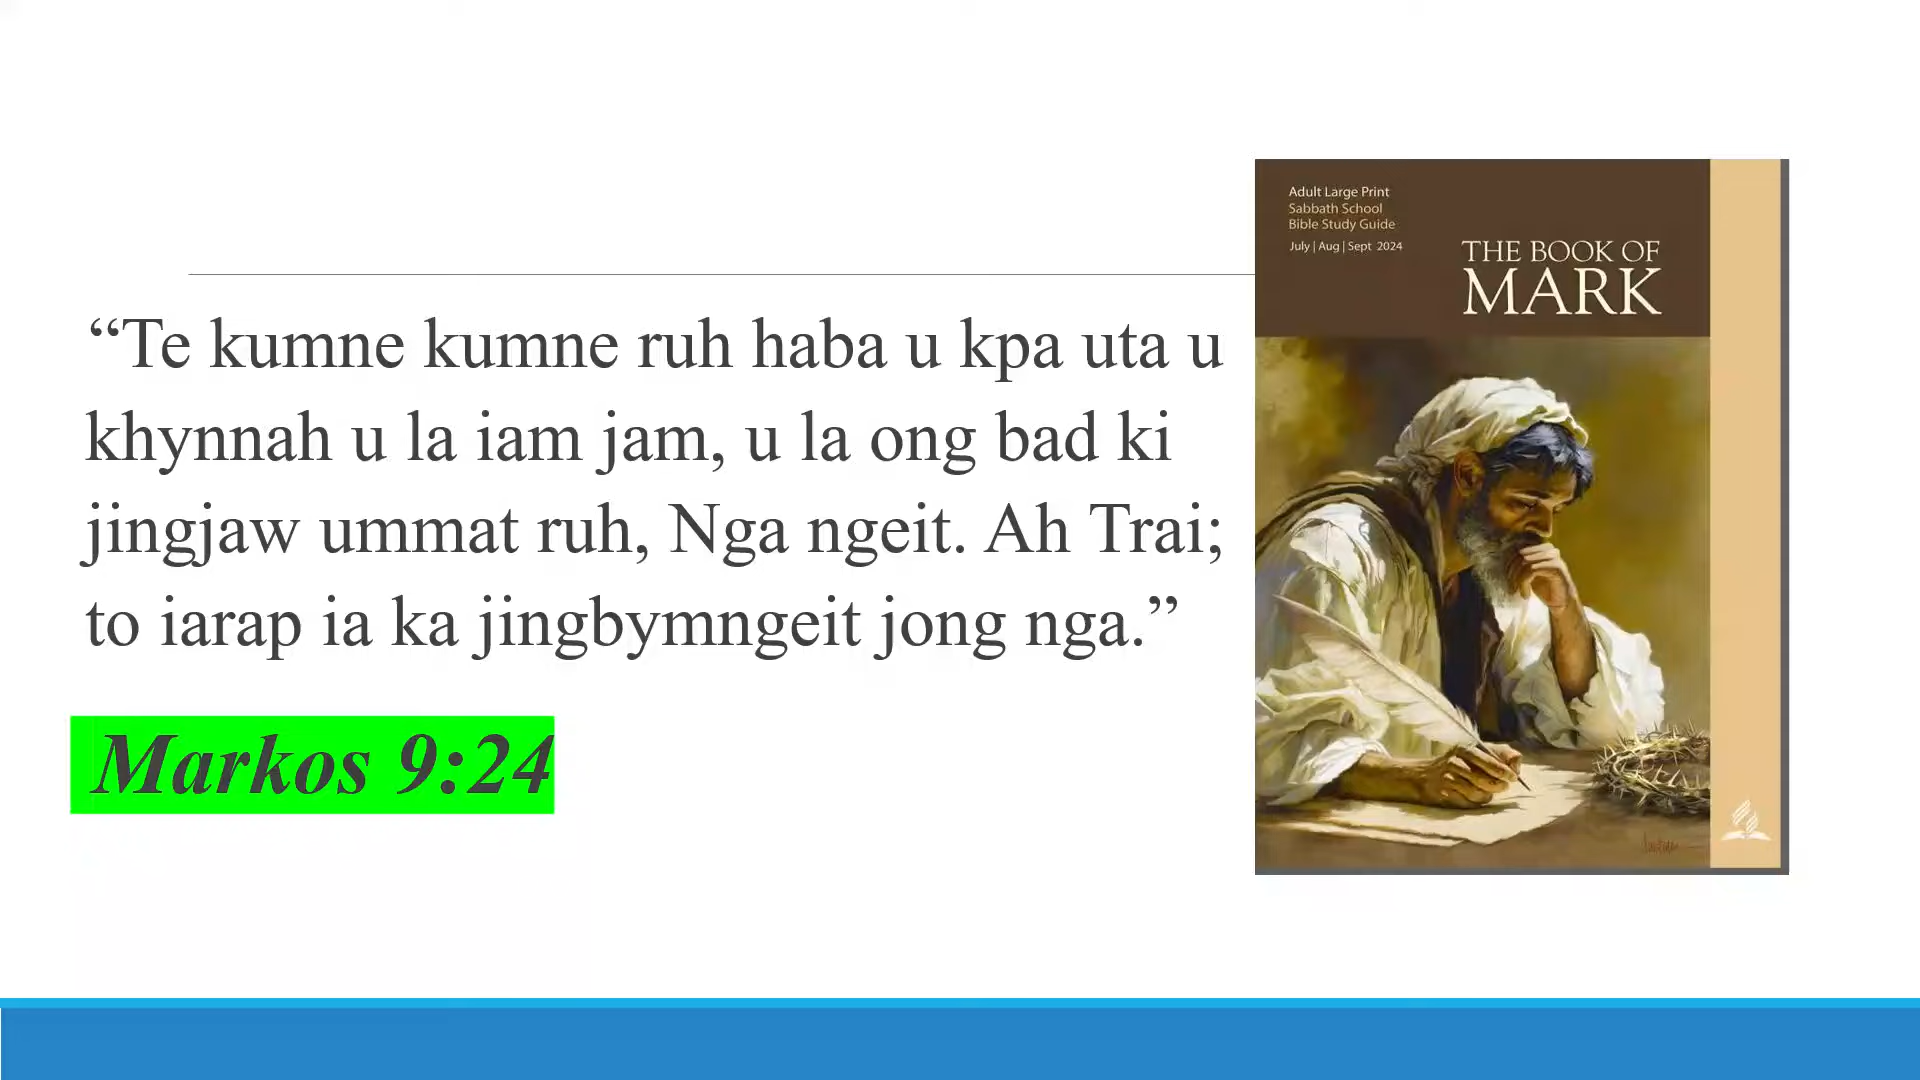 “Te kumne kumne ruh haba u kpa uta u
khynnah u la iam jam, u la ong bad ki
jingjaw ummat ruh, Nga ngeit. Ah Trai;
to iarap ia ka jingbymngeit jong nga.”
Markos 9:24
Adult Large Print
Sabbath School
Bible Study Guide
July | Aug | Sept 2024
THE BOOK OF
MARK